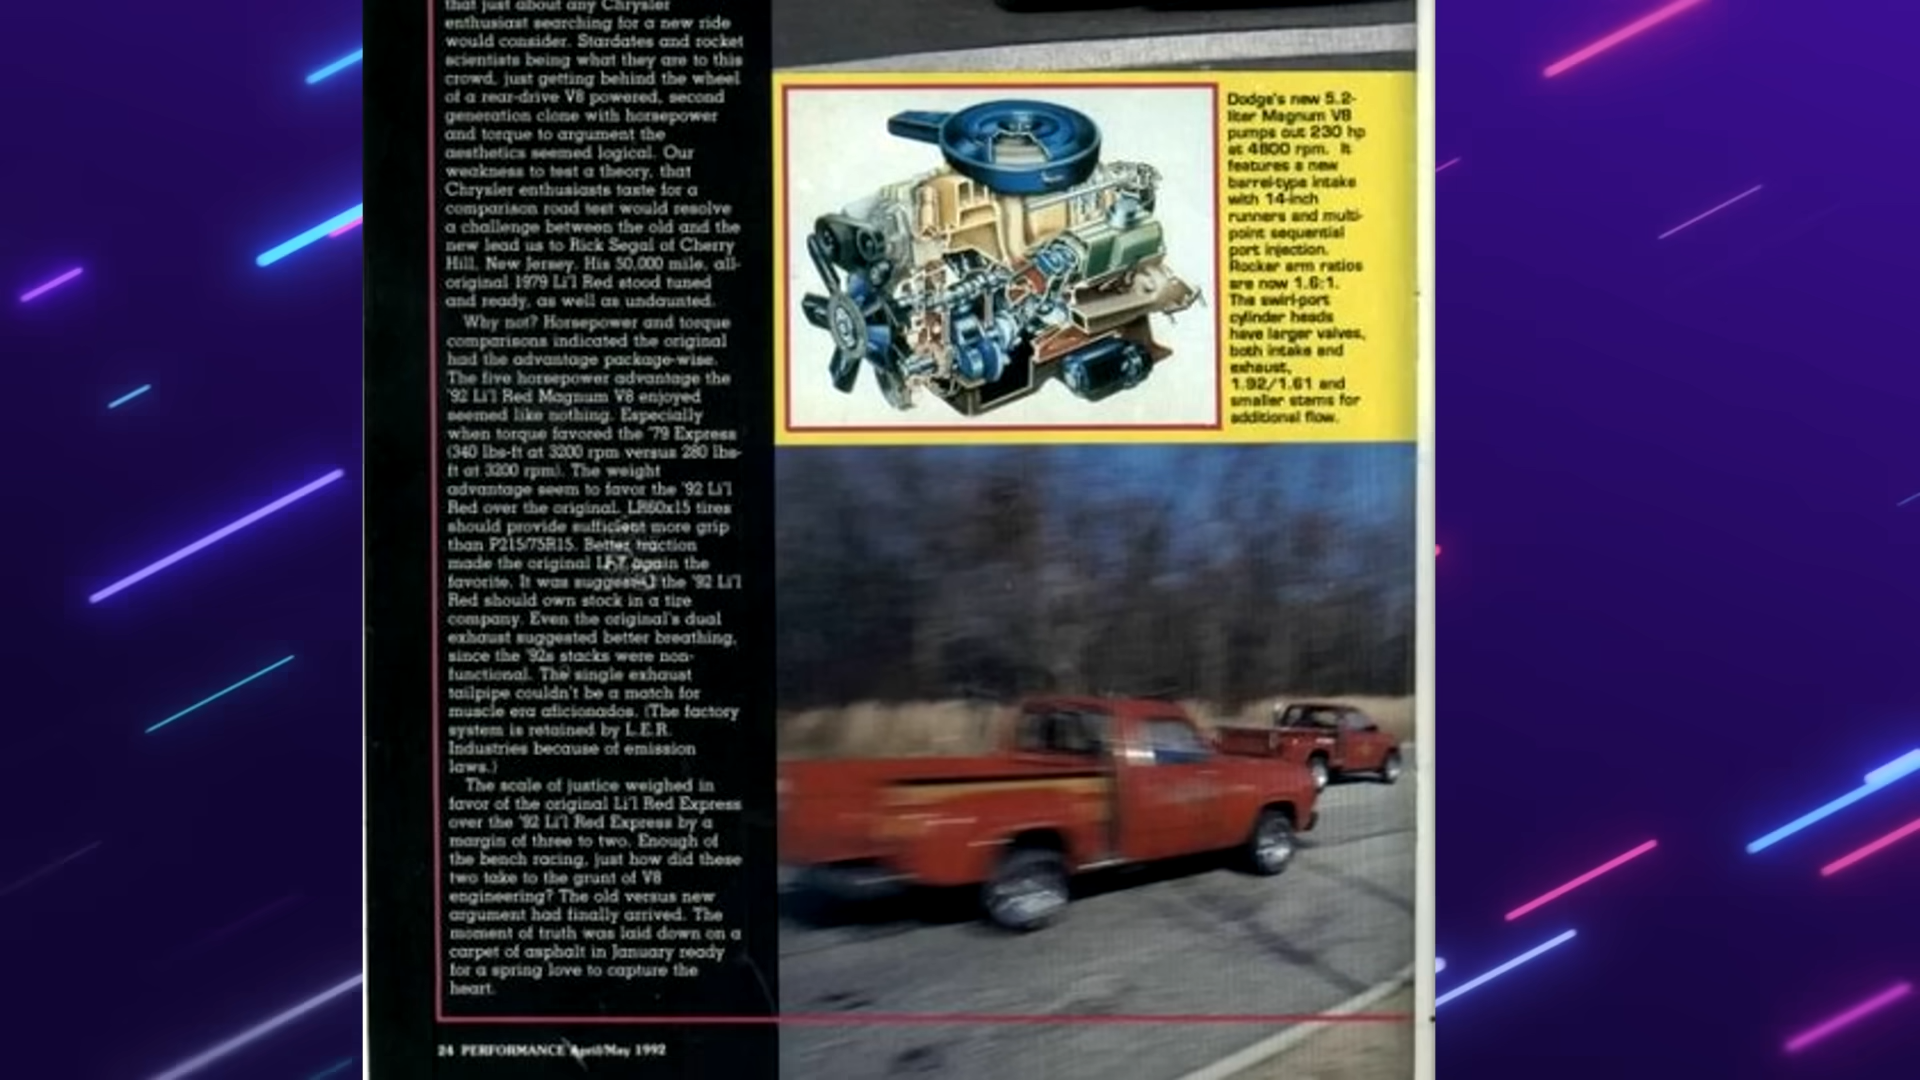 that just about any Chrysler
enthusiast searching for a new ride
would consider. Stardates and rocket
scientists being what they are to this
crowd, just getting behind the wheel
of a rear-drive V8 powered, second
generation clone with horsepower
and torque to argument the
aesthetics seemed logical. Our
weakness to test a theory, that
Chrysler enthusiasts taste for a
comparison road test would resolve
a challenge between the old and the
new lead us to Rick Segal of Cherry
Hill, New Jersey. His 50,000 mile, all-
original 1979 Li'l Red stood tuned
and ready, as well as undaunted.
Why not? Horsepower and torque
comparisons indicated the original
had the advantage package-wise.
The five horsepower advantage the
'92 Li'l Red Magnum V8 enjoyed
seemed like nothing. Especially
when torque favored the '79 Express
(340 lbs-ft at 3200 rpm versus 280 lbs-
ft at 3200 rpm). The weight
advantage seem to favor the '92 Li'l
Red over the original. LR60x15 tires
should provide sufficient more grip
than P215/75R15. Better traction
made the original again the
favorite. It was suggested the '92 Li'l
Red should own stock in a tire
company. Even the original's dual
exhaust suggested better breathing,
since the '92s stacks were non-
functional. The single exhaust
tailpipe couldn't be a match for
muscle era aficionados. (The factory
system is retained by L.E.R.
Industries because of emission
laws.)
The scale of justice weighed in
favor of the original Li'l Red Express
over the '92 Li'l Red Express by a
margin of three to two. Enough of
the bench racing, just how did these
two take to the grunt of V8
engineering? The old versus new
argument had finally arrived. The
moment of truth was laid down on a
carpet of asphalt in January ready
for a spring love to capture the
heart.
24 PERFORMANCE April/May 1992
Dodge's new 5.2-
liter Magnum V8
pumps out 230 hp
at 4800 rpm. It
features a new
barrel-type intake
with 14-inch
runners and multi-
point sequential
port injection.
Rocker arm ratios
are now 1.6:1.
The swirl-port
cylinder heads
have larger valves,
both intake and
exhaust,
1.92/1.61 and
smaller stems for
additional flow.